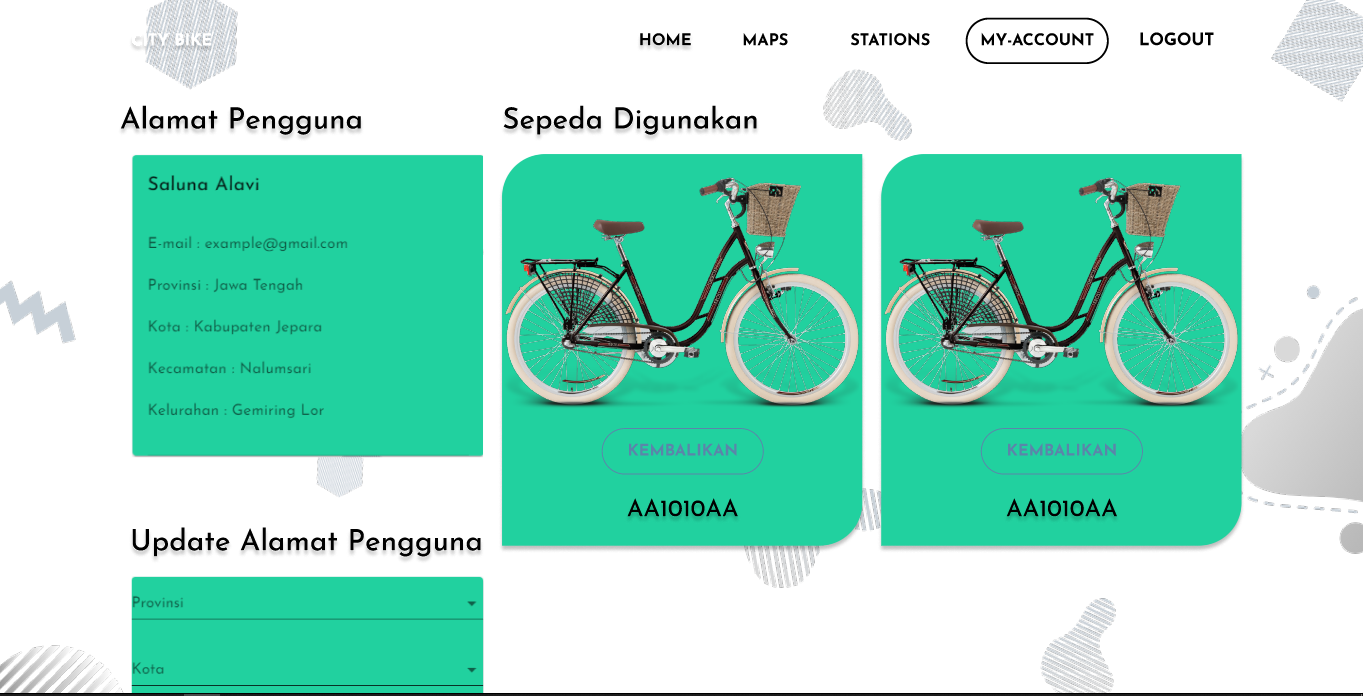 CITY BIKE
HOME
MAPS
STATIONS
MY-ACCOUNT
LOGOUT
Alamat Pengguna
Saluna Alavi
E-mail : example@gmail.com
Provinsi : Jawa Tengah
Kota : Kabupaten Jepara
Kecamatan : Nalumsari
Kelurahan : Gemiring Lor
Update Alamat Pengguna
Provinsi
Kota
Sepeda Digunakan
KEMBALIKAN
AA1010AA
KEMBALIKAN
AA1010AA